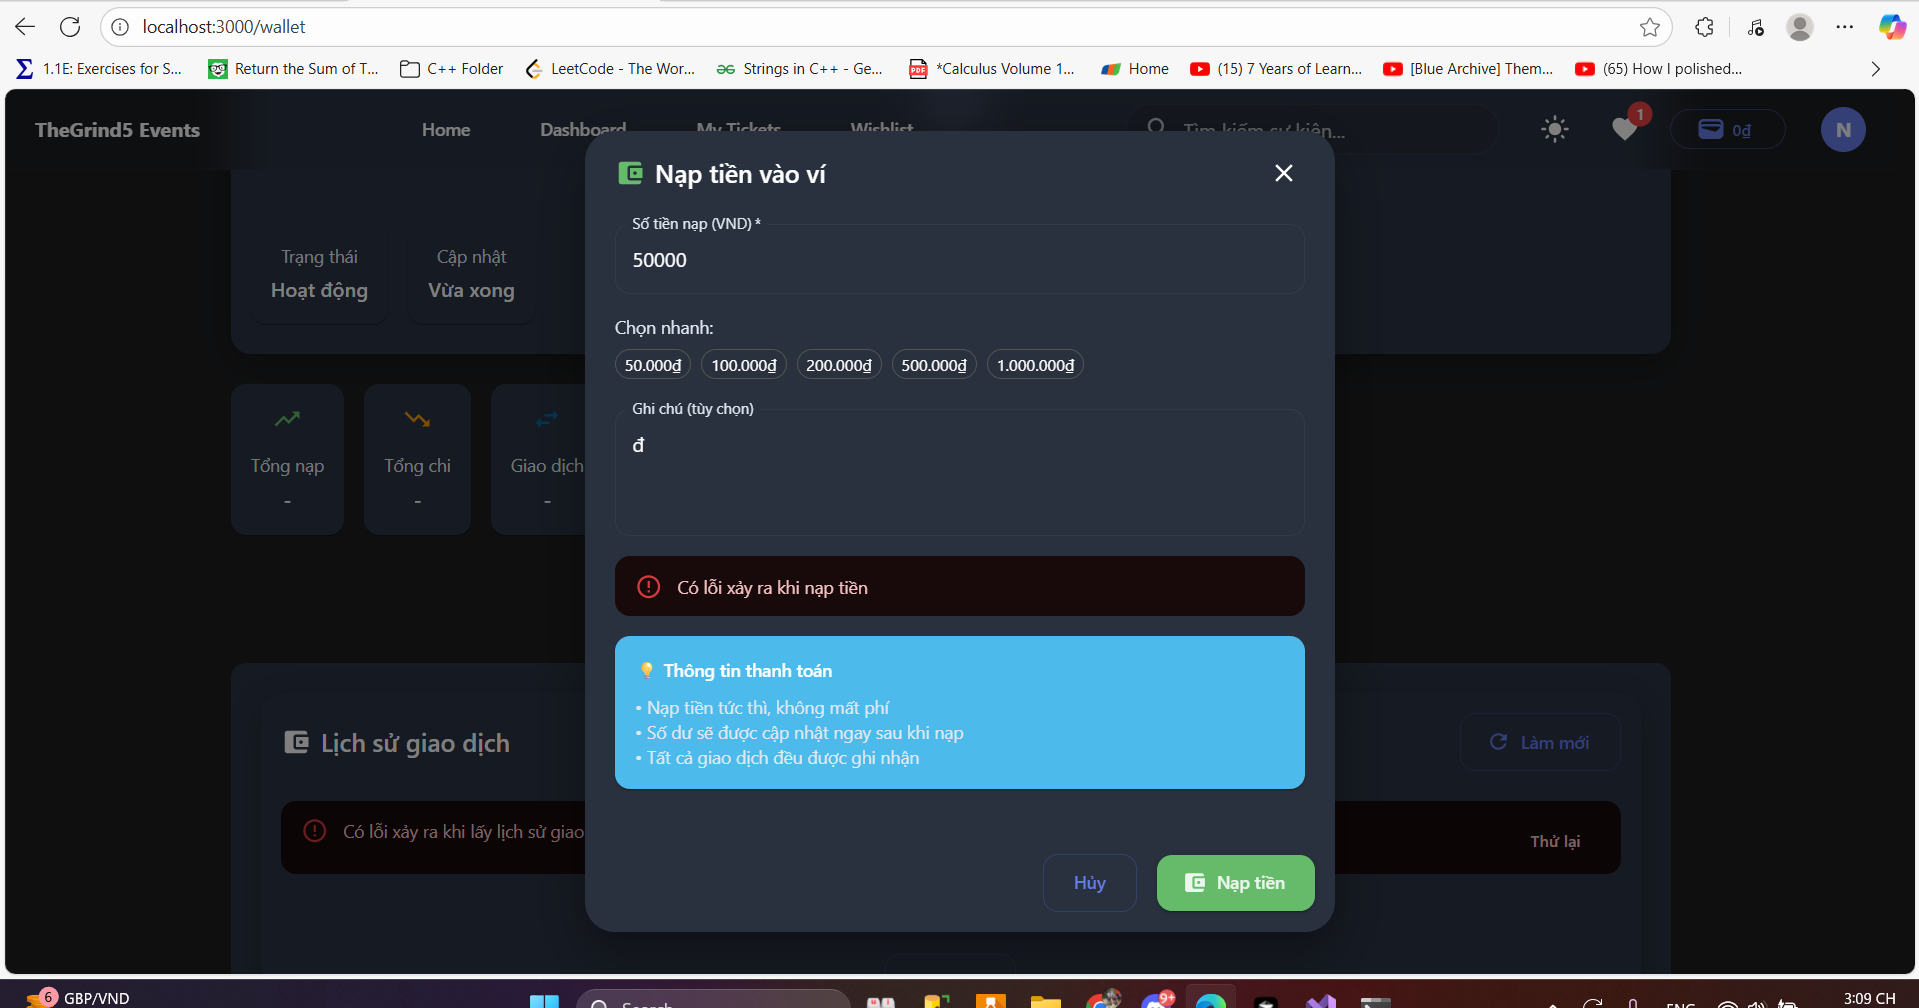 localhost:3000/wallet
1.1E: Exercises for S...
Return the Sum of T...
C++ Folder
LeetCode - The Wor...
Strings in C++ - Ge...
*Calculus Volume 1...
Home
(15) 7 Years of Learn...
[Blue Archive] Them...
(65) How I polished...
TheGrind5 Events
Home
Dashboard
My Tickets
Wishlist
Tìm kiếm sự kiện...
1
0₫
N
Nạp tiền vào ví
Số tiền nạp (VND) *
50000
Trạng thái
Hoạt động
Cập nhật
Vừa xong
Chọn nhanh:
50.000₫
100.000₫
200.000₫
500.000₫
1.000.000₫
Ghi chú (tùy chọn)
đ
Tổng nạp
-
Tổng chi
-
Giao dịch
-
Có lỗi xảy ra khi nạp tiền
Thông tin thanh toán
• Nạp tiền tức thì, không mất phí
• Số dư sẽ được cập nhật ngay sau khi nạp
• Tất cả giao dịch đều được ghi nhận
Lịch sử giao dịch
Làm mới
Có lỗi xảy ra khi lấy lịch sử giao
Thử lại
Hủy
Nạp tiền
6
GBP/VND
Search
9+
ENG
3:09 CH